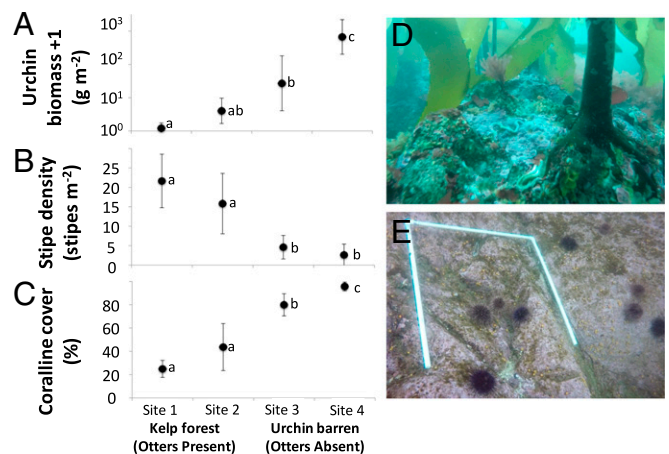 A
Urchin
biomass +1
(g m-2)
10³
10²
10¹
10⁰
a
ab
b
c
B
Stipe density
(stipes m-2)
25
20
15
10
5
0
a
a
b
b
C
Coralline cover
(%)
80
60
40
20
0
a
a
b
c
Site 1 Site 2 Site 3 Site 4
Kelp forest Urchin barren
(Otters Present) (Otters Absent)
D
E